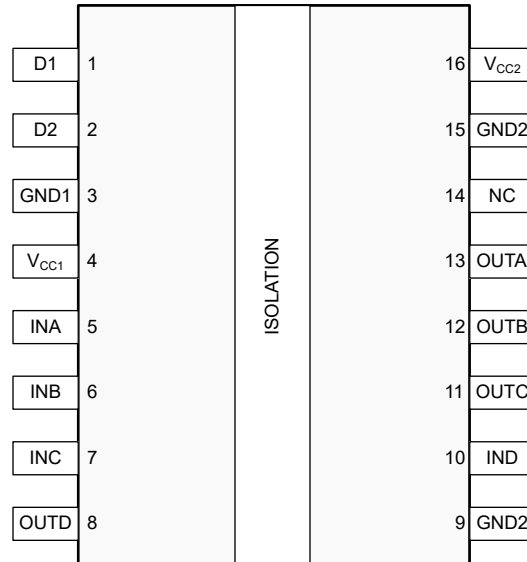 D1 1 16 VCC2
D2 2 15 GND2
GND1 3 14 NC
VCC1 4 13 OUTA
ISOLATION
INA 5 12 OUTB
INB 6 11 OUTC
INC 7 10 IND
OUTD 8 9 GND2